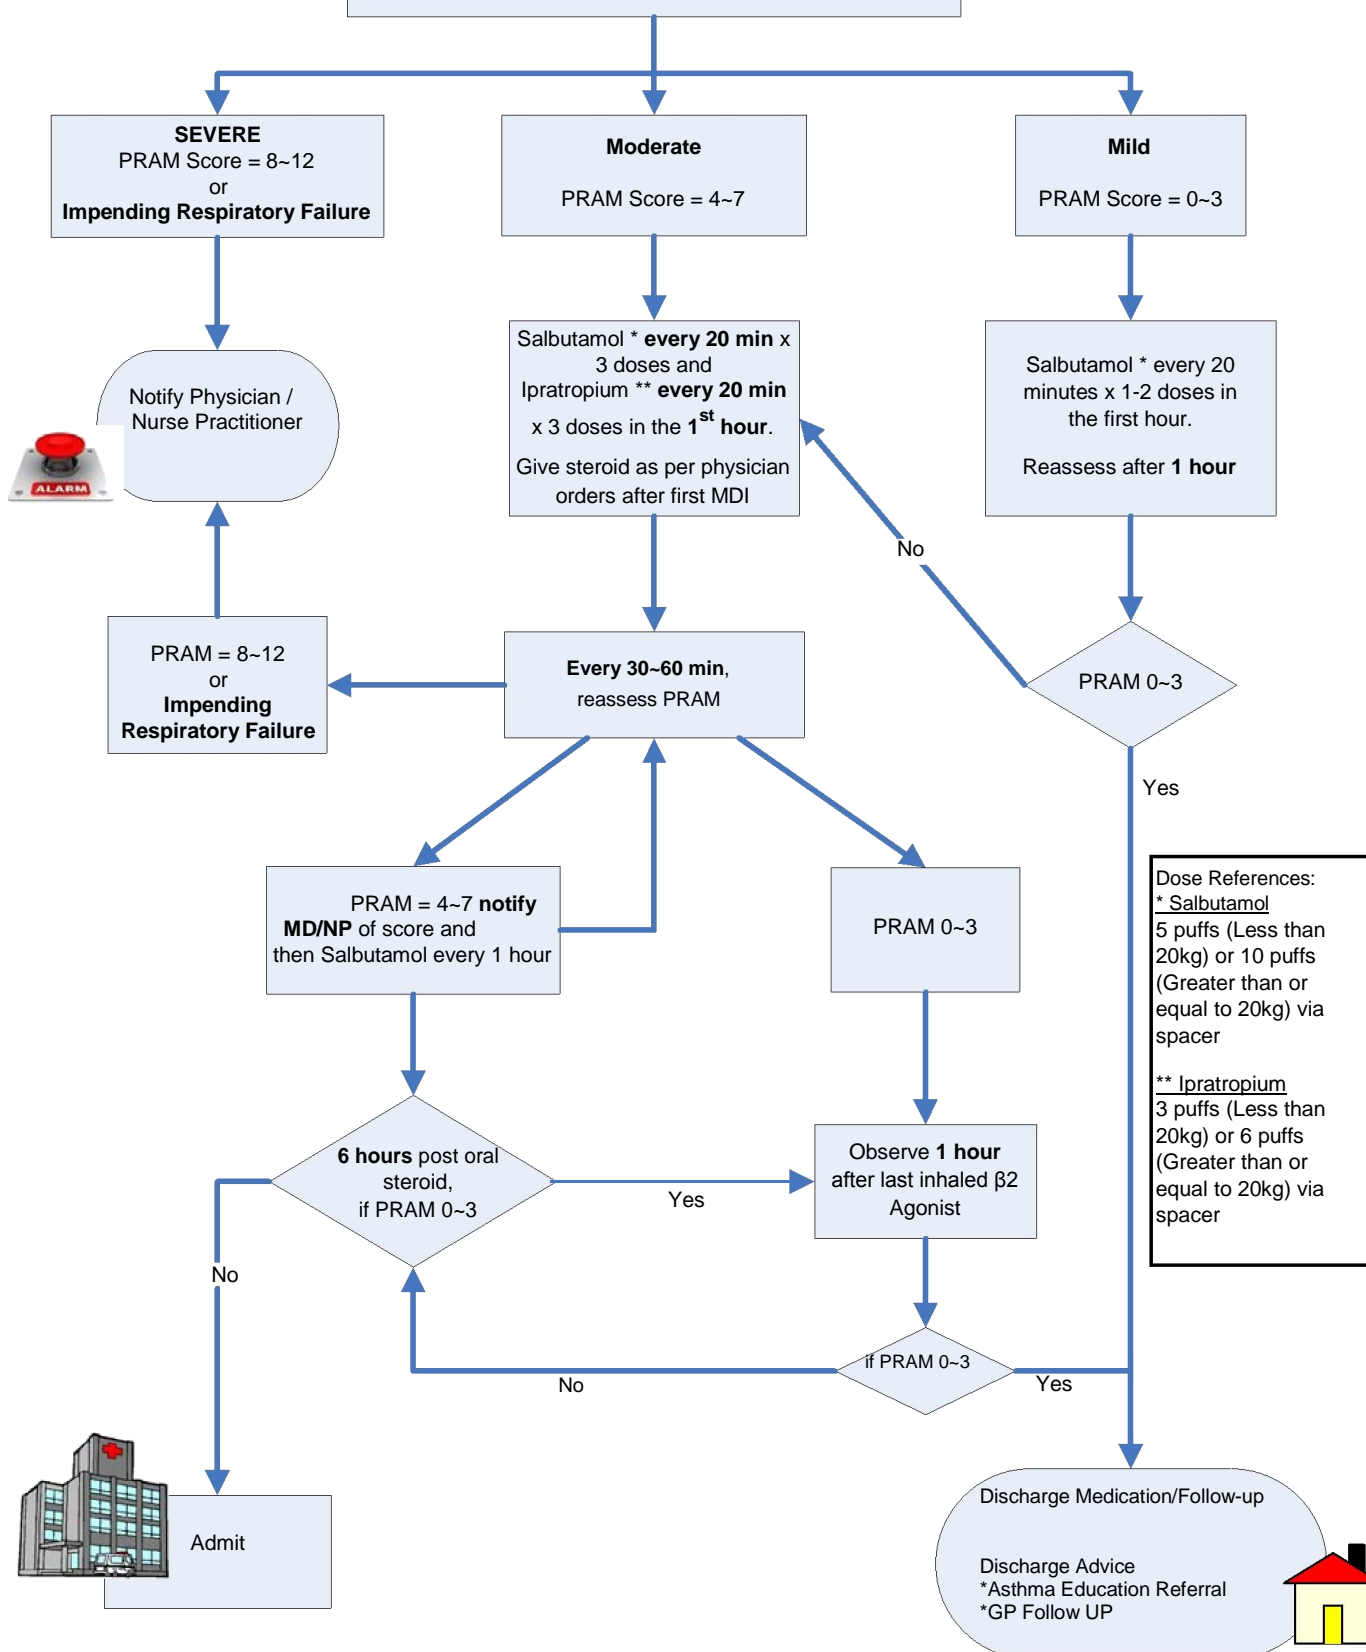 SEVERE
PRAM Score = 8~12
or
Impending Respiratory Failure
Moderate
PRAM Score = 4~7
Mild
PRAM Score = 0~3
Notify Physician /
Nurse Practitioner
ALARM
Salbutamol * every 20 min x
3 doses and
Ipratropium ** every 20 min
x 3 doses in the 1st hour.
Give steroid as per physician
orders after first MDI
Salbutamol * every 20
minutes x 1-2 doses in
the first hour.
Reassess after 1 hour
No
PRAM = 8~12
or
Impending
Respiratory Failure
Every 30~60 min,
reassess PRAM
PRAM 0~3
Yes
PRAM = 4~7 notify
MD/NP of score and
then Salbutamol every 1 hour
PRAM 0~3
Dose References:
* Salbutamol
5 puffs (Less than
20kg) or 10 puffs
(Greater than or
equal to 20kg) via
spacer
** Ipratropium
3 puffs (Less than
20kg) or 6 puffs
(Greater than or
equal to 20kg) via
spacer
6 hours post oral
steroid,
if PRAM 0~3
Yes
Observe 1 hour
after last inhaled β2
Agonist
No
if PRAM 0~3
No
Yes
Admit
Discharge Medication/Follow-up
Discharge Advice
*Asthma Education Referral
*GP Follow UP